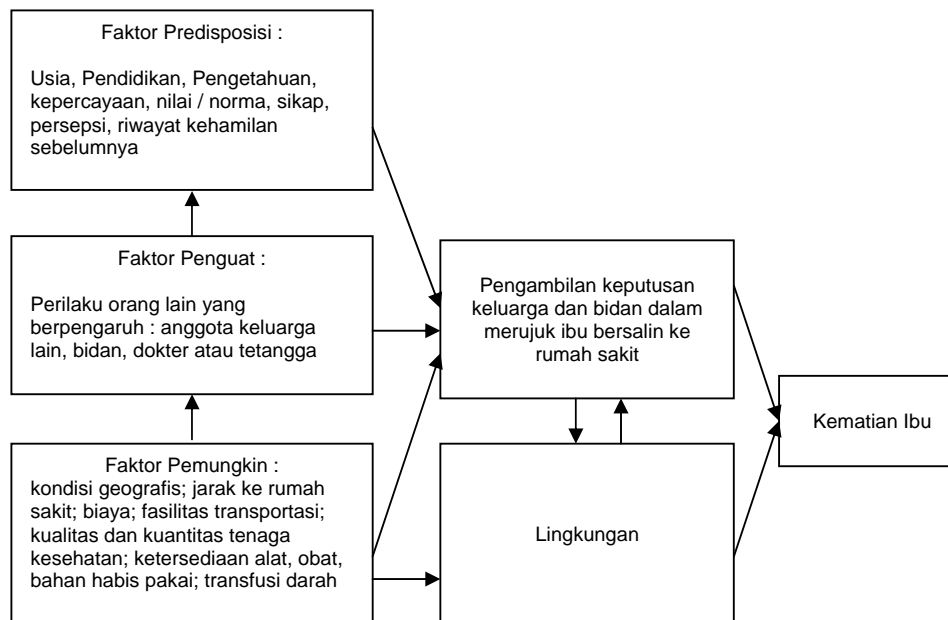 Faktor Predisposisi :
Usia, Pendidikan, Pengetahuan,
kepercayaan, nilai / norma, sikap,
persepsi, riwayat kehamilan
sebelumnya
Faktor Penguat :
Perilaku orang lain yang
berpengaruh : anggota keluarga
lain, bidan, dokter atau tetangga
Faktor Pemungkin :
kondisi geografis; jarak ke rumah
sakit; biaya; fasilitas transportasi;
kualitas dan kuantitas tenaga
kesehatan; ketersediaan alat, obat,
bahan habis pakai; transfusi darah
Pengambilan keputusan
keluarga dan bidan dalam
merujuk ibu bersalin ke
rumah sakit
Lingkungan
Kematian Ibu